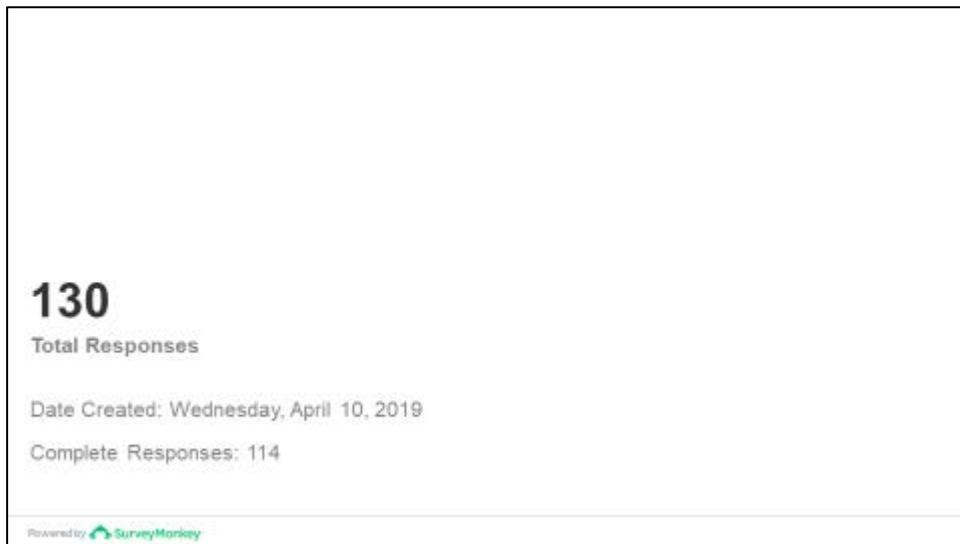 130
Total Responses
Date Created: Wednesday, April 10, 2019
Complete Responses: 114
Powered by SurveyMonkey